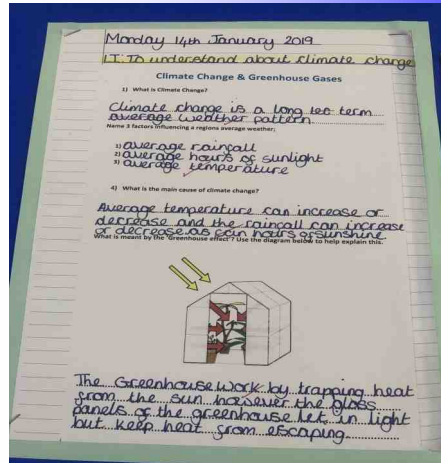 Monday 14th January 2019
LI: To understand about climate change
Climate Change & Greenhouse Gases
1) What is Climate Change?
Climate change is a long term
average weather pattern.
Name 3 factors influencing a regions average weather;
1) average rainfall
2) average hours of sunlight
3) average temperature
4) What is the main cause of climate change?
Average temperature can increase or
decrease and the raincall can increase
or decrease as can hours of sunshine.
What is meant by the 'Greenhouse effect'? Use the diagram below to help explain this.
The Greenhouse work by trapping heat
from the sun however the glass
panels of the greenhouse let in light
but keep heat from escaping.